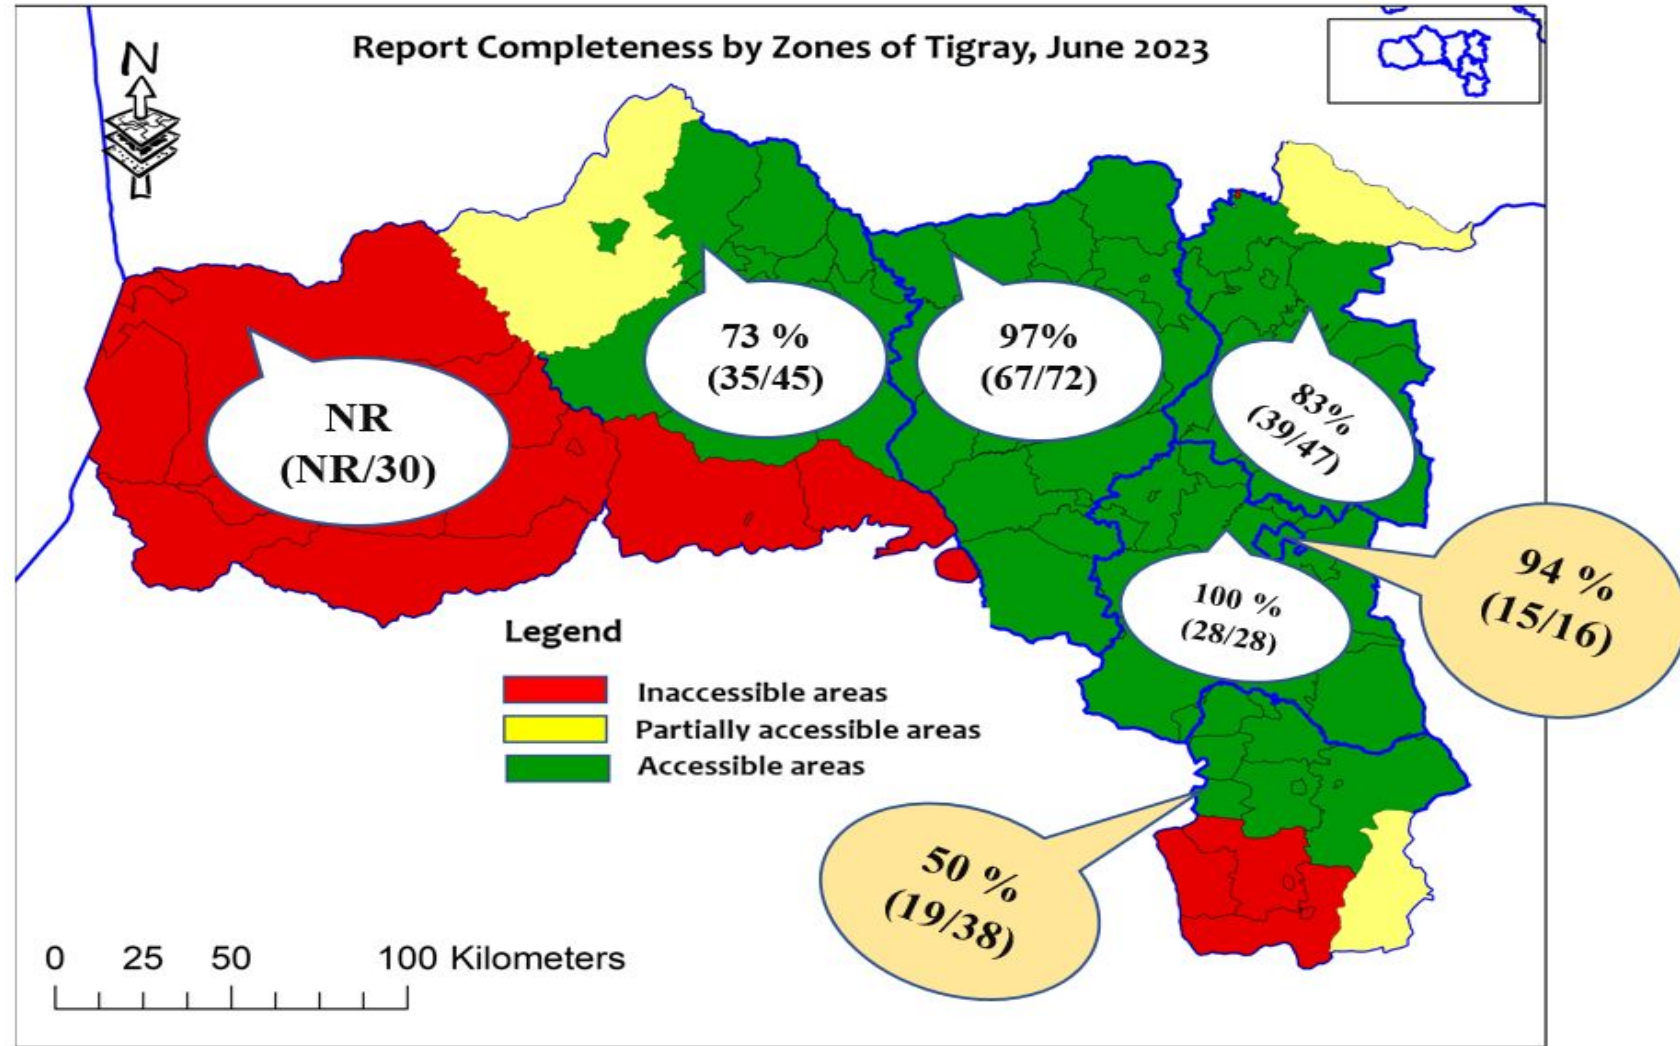 Report Completeness by Zones of Tigray, June 2023
N
73 %
(35/45)
97%
(67/72)
83%
(39/47)
NR
(NR/30)
94 %
(15/16)
100 %
(28/28)
Legend
Inaccessible areas
Partially accessible areas
Accessible areas
50 %
(19/38)
0 25 50 100 Kilometers